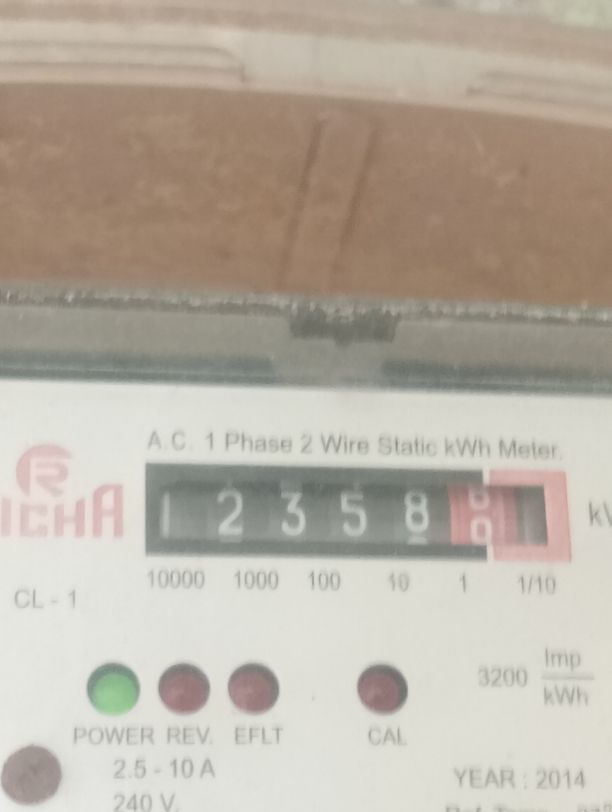 A.C. 1 Phase 2 Wire Static kWh Meter.
R
ICHA
1 2 3 5 8
10000 1000 100 10 1 1/10
CL - 1
3200 Imp
kWh
POWER REV. EFLT CAL
2.5 - 10 A
YEAR : 2014
240 V.